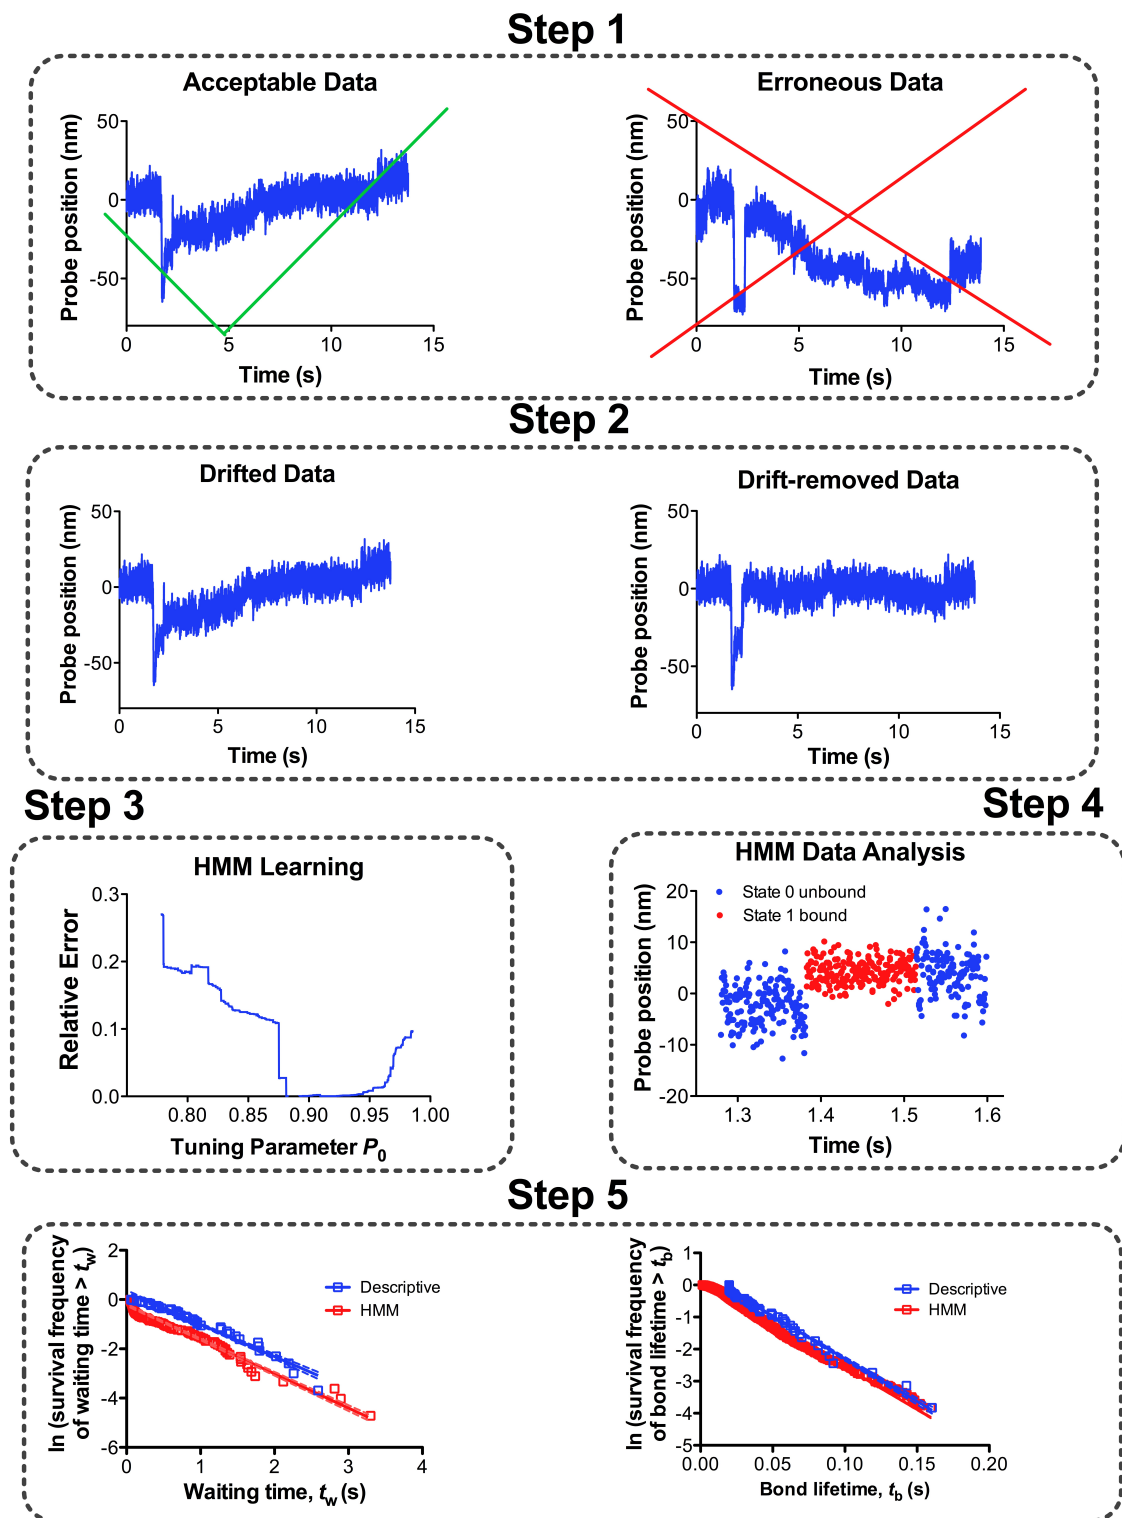 Step 1
Acceptable Data
Erroneous Data
Probe position (nm)
50
0
-50
0
5
10
15
Time (s)
Probe position (nm)
50
0
-50
0
5
10
15
Time (s)
Step 2
Drifted Data
Drift-removed Data
Probe position (nm)
50
0
-50
0
5
10
15
Time (s)
Probe position (nm)
50
0
-50
0
5
10
15
Time (s)
Step 3
Step 4
HMM Learning
Relative Error
0.3
0.2
0.1
0.0
0.80
0.85
0.90
0.95
1.00
Tuning Parameter P0
HMM Data Analysis
Probe position (nm)
20
10
0
-10
-20
State 0 unbound
State 1 bound
1.3
1.4
1.5
1.6
Time (s)
Step 5
ln (survival frequency
of waiting time > tw)
2
0
-2
-4
-6
Descriptive
HMM
0
1
2
3
4
Waiting time, tw (s)
ln (survival frequency
of bond lifetime > tb)
1
0
-1
-2
-3
-4
-5
Descriptive
HMM
0.00
0.05
0.10
0.15
0.20
Bond lifetime, tb (s)